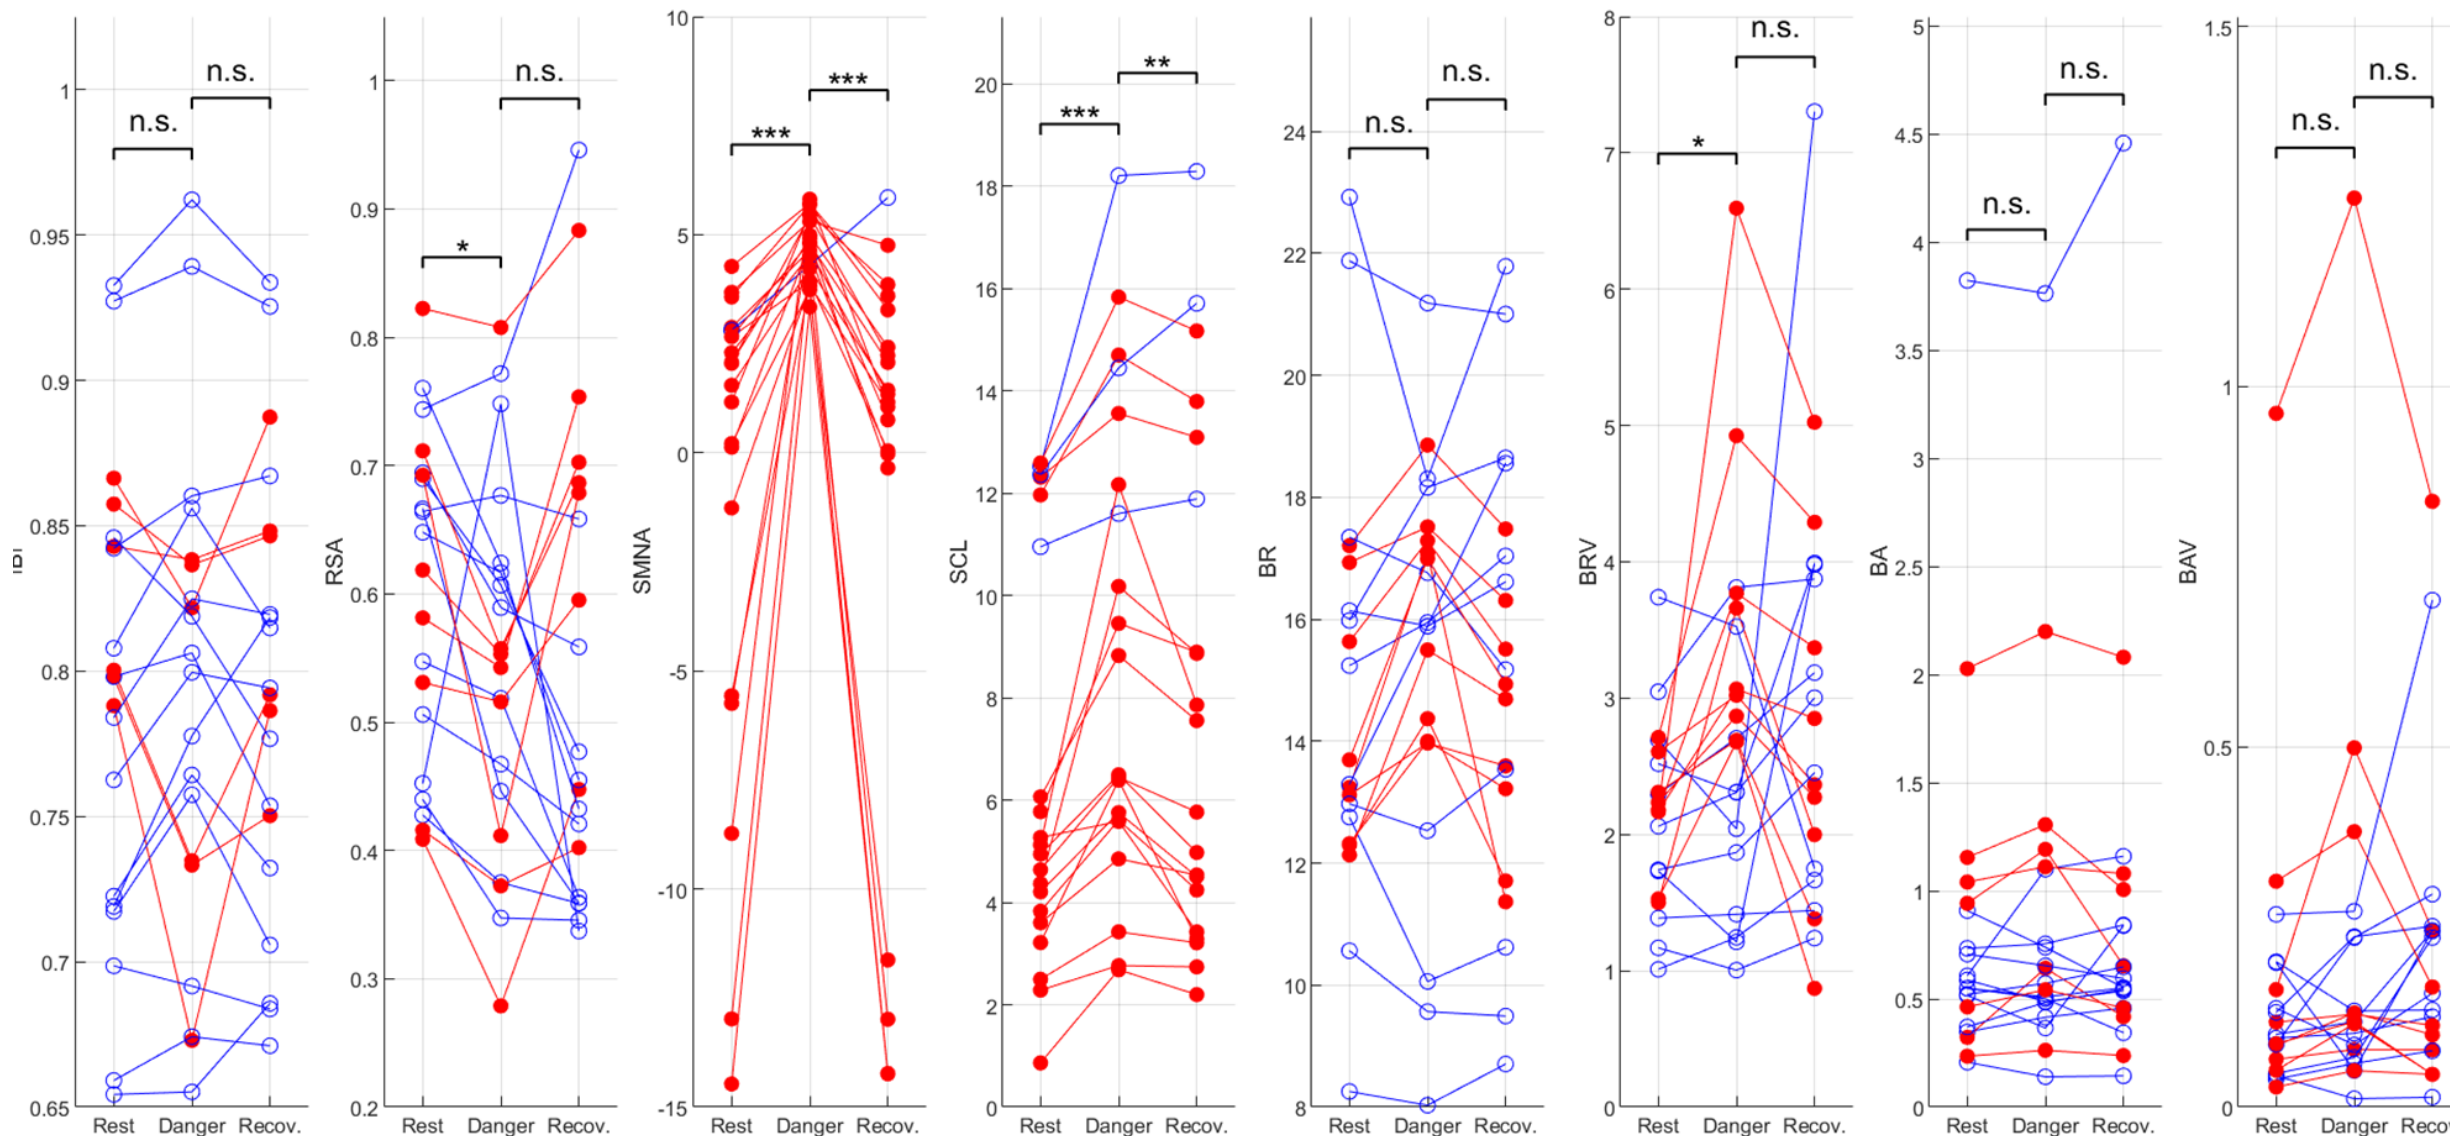 IBI
1
0.95
0.9
0.85
0.8
0.75
0.7
0.65
n.s.
n.s.
Rest Danger Recov.
RSA
1
0.9
0.8
0.7
0.6
0.5
0.4
0.3
0.2
*
n.s.
Rest Danger Recov.
SMNA
10
5
0
-5
-10
-15
***
***
Rest Danger Recov.
SCL
20
18
16
14
12
10
8
6
4
2
0
***
**
Rest Danger Recov.
BR
24
22
20
18
16
14
12
10
8
n.s.
n.s.
Rest Danger Recov.
BRV
8
7
6
5
4
3
2
1
0
*
n.s.
Rest Danger Recov.
BA
5
4.5
4
3.5
3
2.5
2
1.5
1
0.5
0
n.s.
n.s.
Rest Danger Recov.
BAV
1.5
1
0.5
0
n.s.
n.s.
Rest Danger Recov